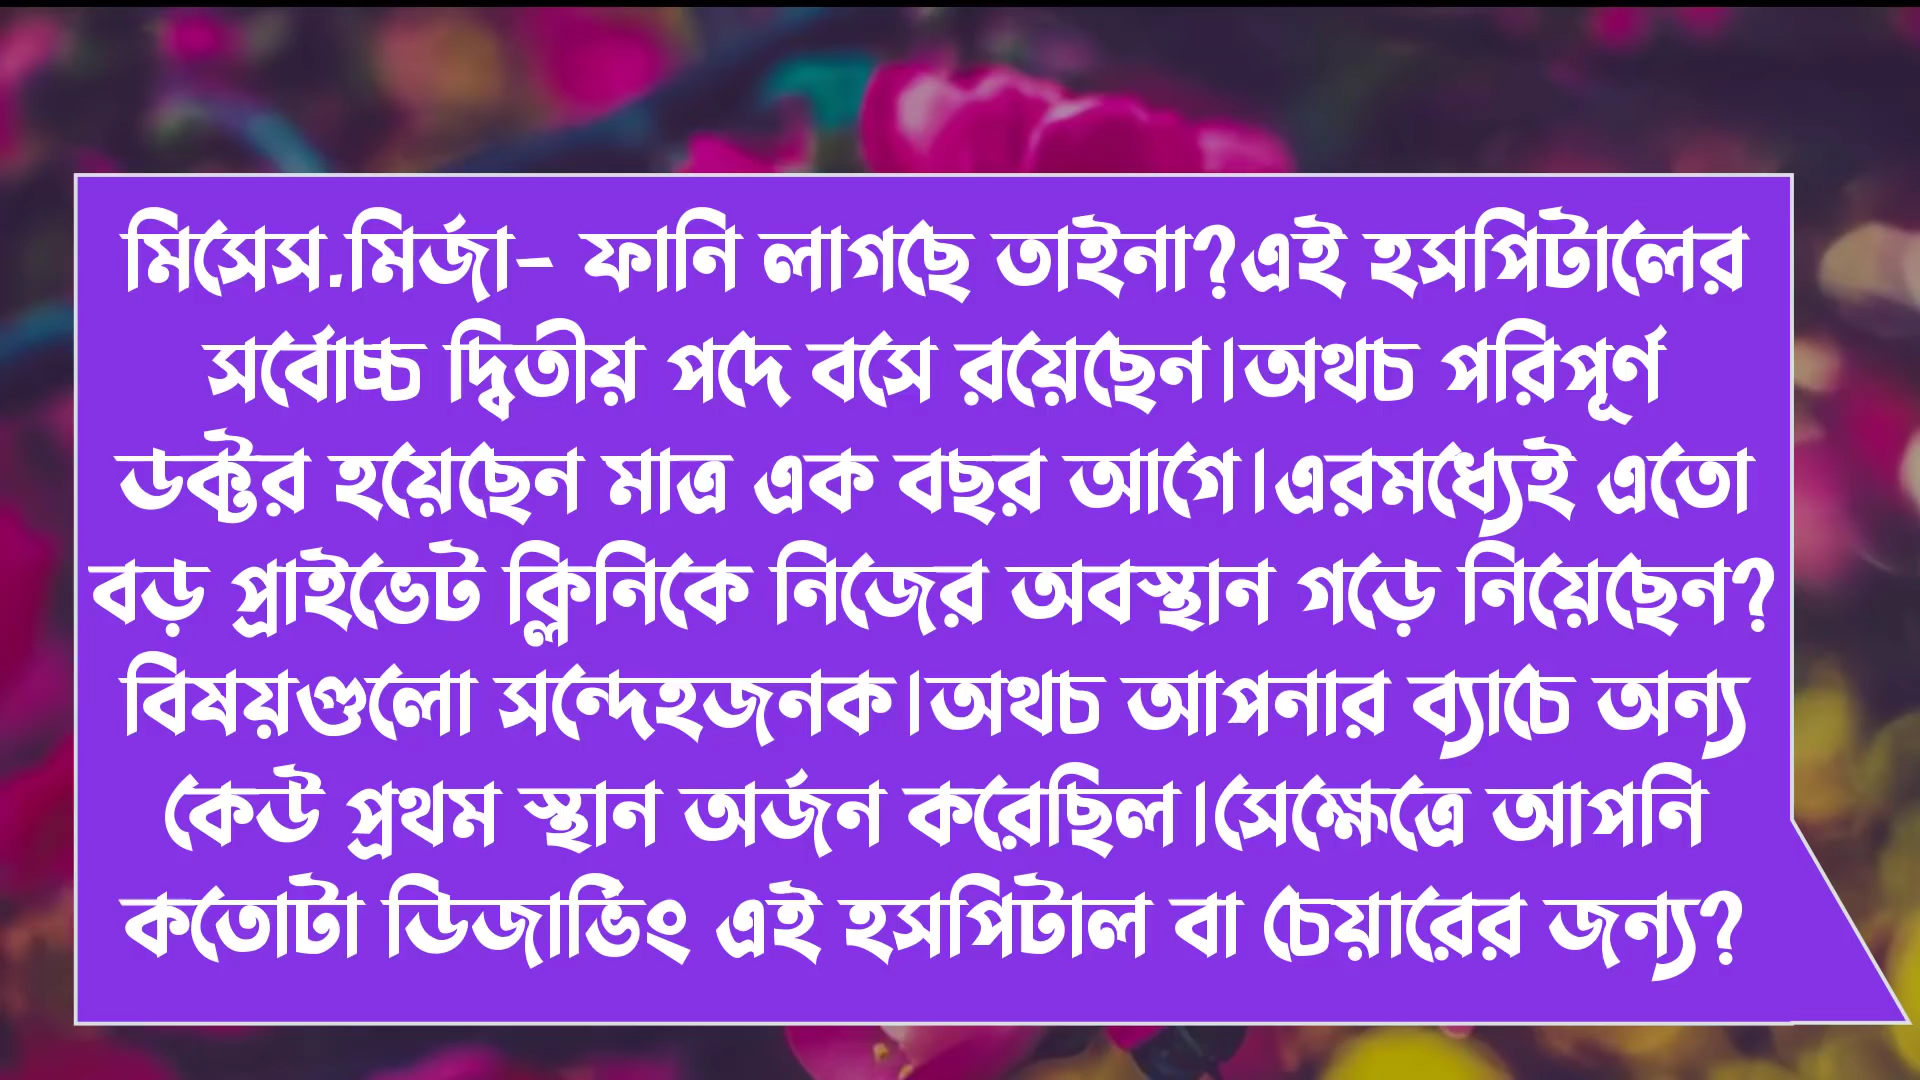 মিসেস.মির্জা- ফানি লাগছে তাইনা?এই হসপিটালের
সর্বোচ্চ দ্বিতীয় পদে বসে রয়েছেন।অথচ পরিপূর্ণ
ডক্টর হয়েছেন মাত্র এক বছর আগে।এরমধ্যেই এতো
বড় প্রাইভেট ক্লিনিকে নিজের অবস্থান গড়ে নিয়েছেন?
বিষয়গুলো সন্দেহজনক।অথচ আপনার ব্যাচে অন্য
কেউ প্রথম স্থান অর্জন করেছিল।সেক্ষেত্রে আপনি
কতোটা ডিজার্ভিং এই হসপিটাল বা চেয়ারের জন্য?